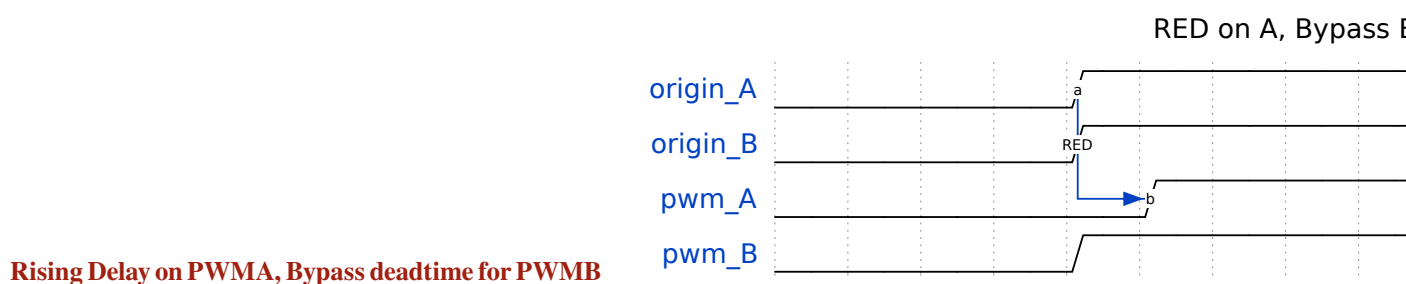 RED on A, Bypass
origin_A
a
origin_B
RED
pwm_A
b
pwm_B
Rising Delay on PWMA, Bypass deadtime for PWMB